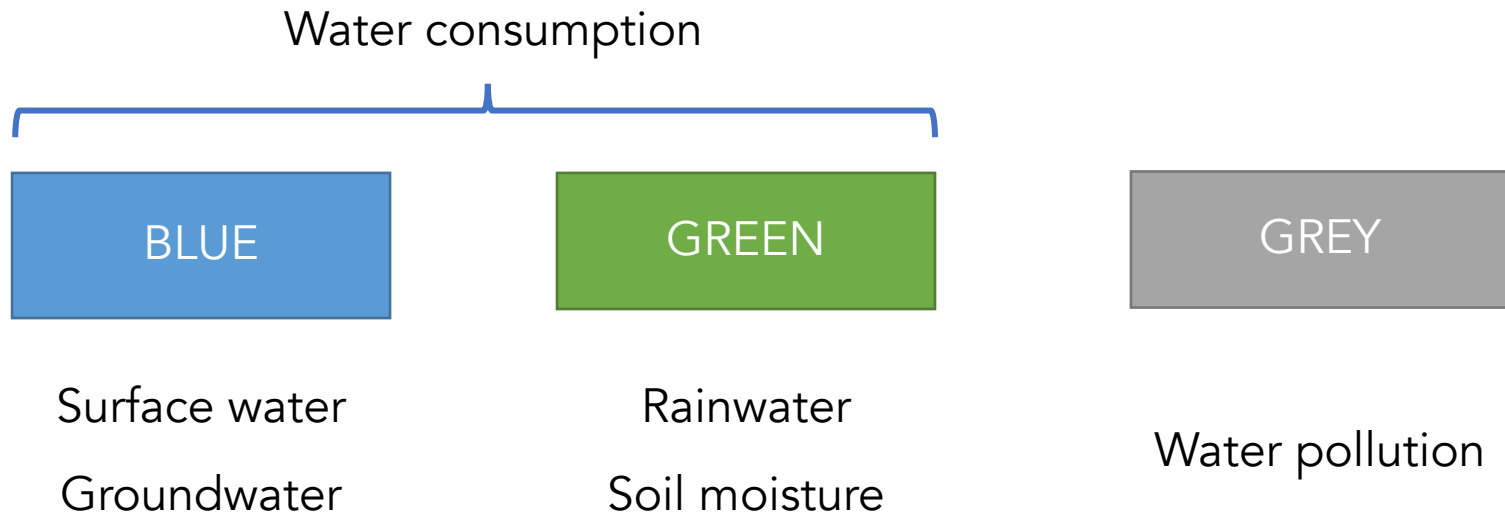 Water consumption
BLUE
GREEN
GREY
Surface water
Groundwater
Rainwater
Soil moisture
Water pollution